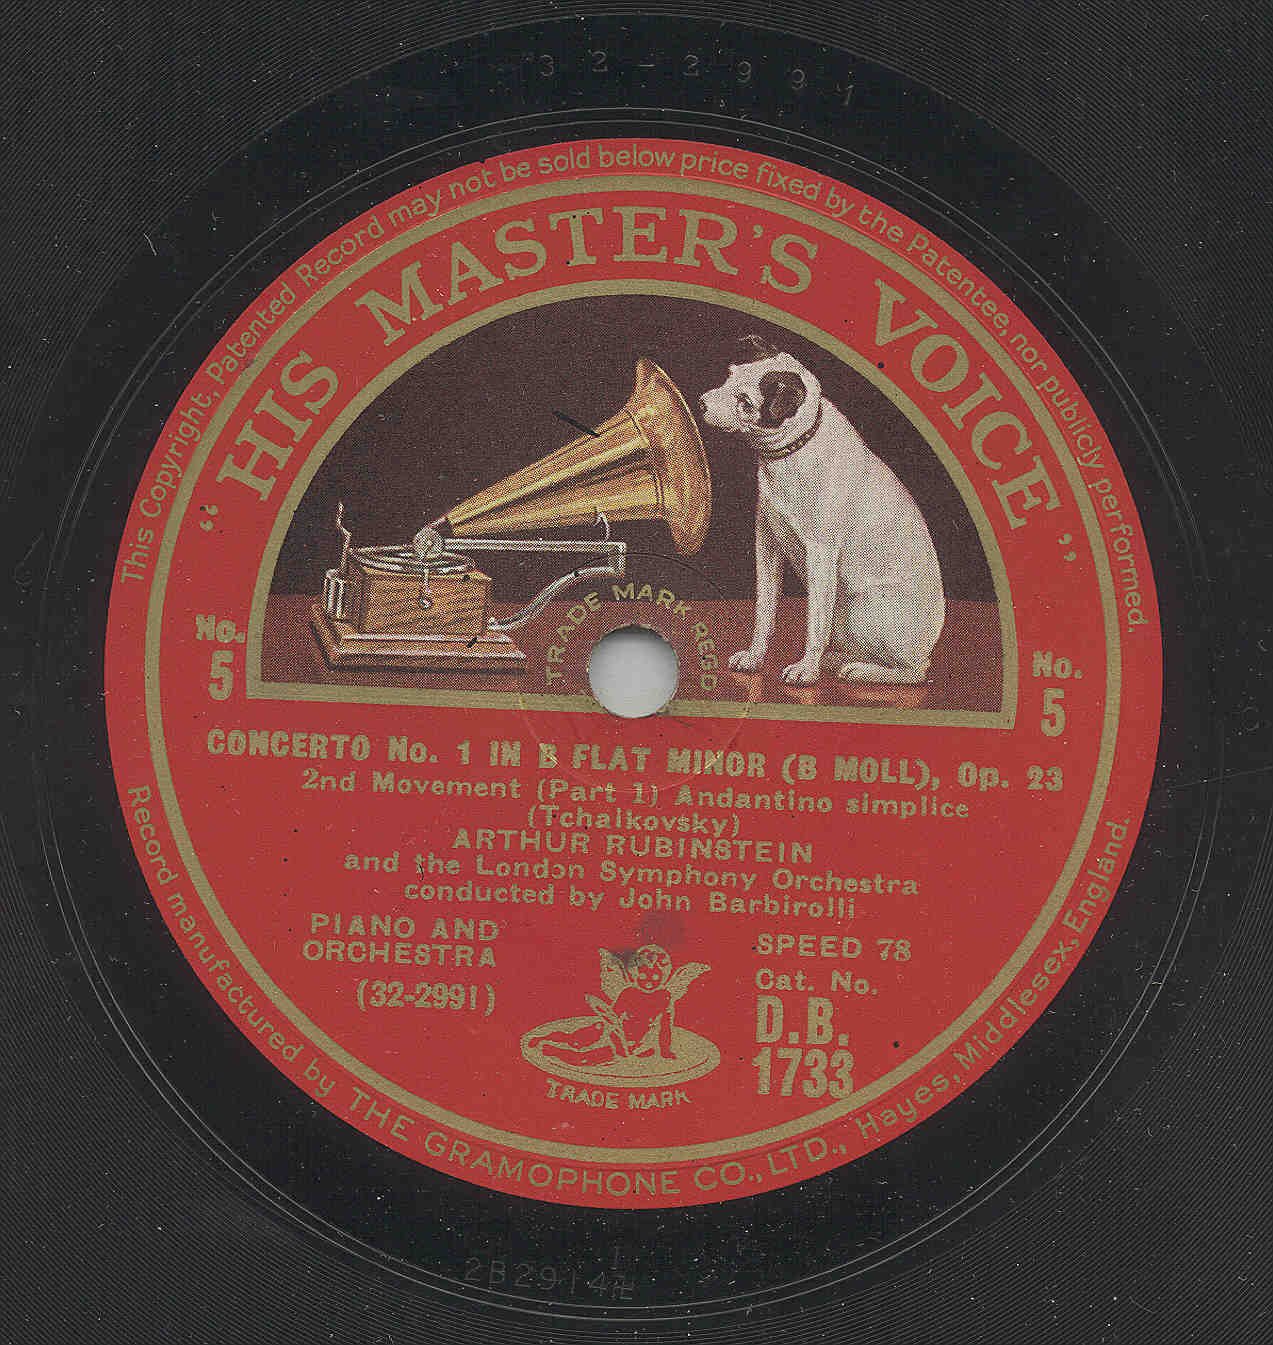 32-2991
This Copyright, Patented Record may not be sold below price fixed by the Patentee, nor publicly performed.
"HIS MASTER'S VOICE"
TRADE MARK REGD
No. 5
No. 5
CONCERTO No. 1 IN B FLAT MINOR (B MOLL), Op. 23
2nd Movement (Part 1) Andantino simplice
(Tchaikovsky)
ARTHUR RUBINSTEIN
and the London Symphony Orchestra
conducted by John Barbirolli
PIANO AND
ORCHESTRA
(32-2991)
SPEED 78
Cat. No.
D.B.
1733
TRADE MARK
Record manufactured by THE GRAMOPHONE CO., LTD., Hayes, Middlesex, England.